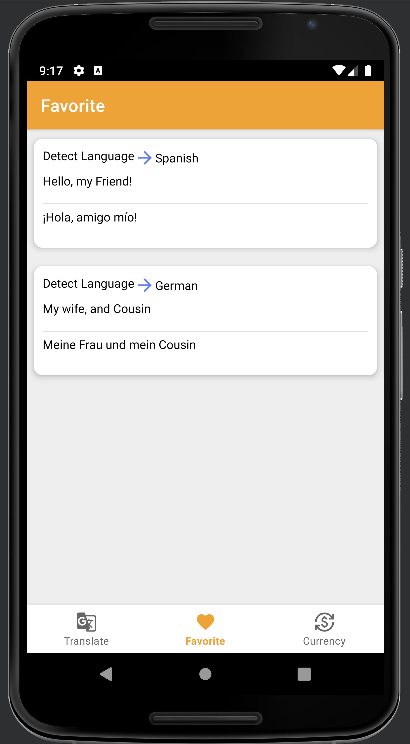 9:17
Favorite
Detect Language Spanish
Hello, my Friend!
¡Hola, amigo mío!
Detect Language German
My wife, and Cousin
Meine Frau und mein Cousin
Translate Favorite Currency